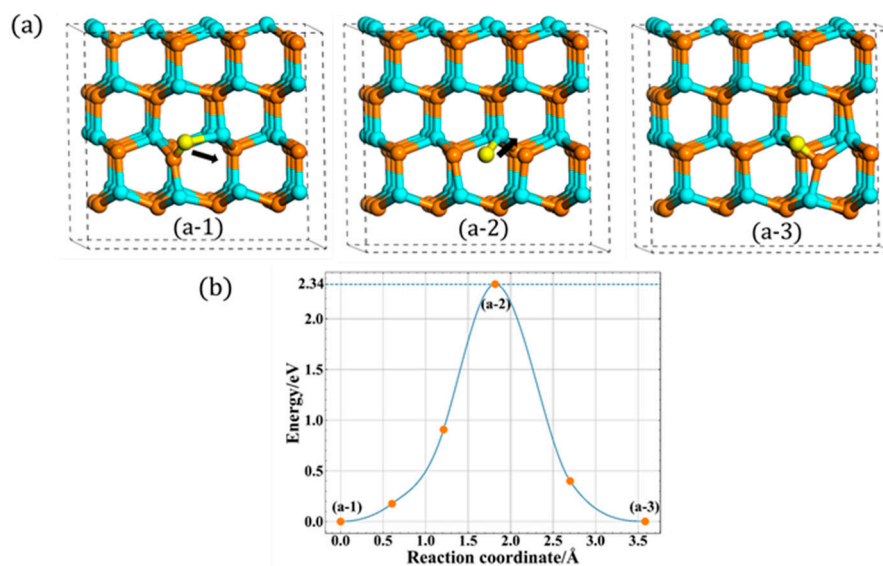 (a)
(a-1)
(a-2)
(a-3)
(b)
2.34
2.0
1.5
1.0
0.5
0.0
Energy/eV
(a-1)
(a-2)
(a-3)
0.0 0.5 1.0 1.5 2.0 2.5 3.0 3.5
Reaction coordinate/Å